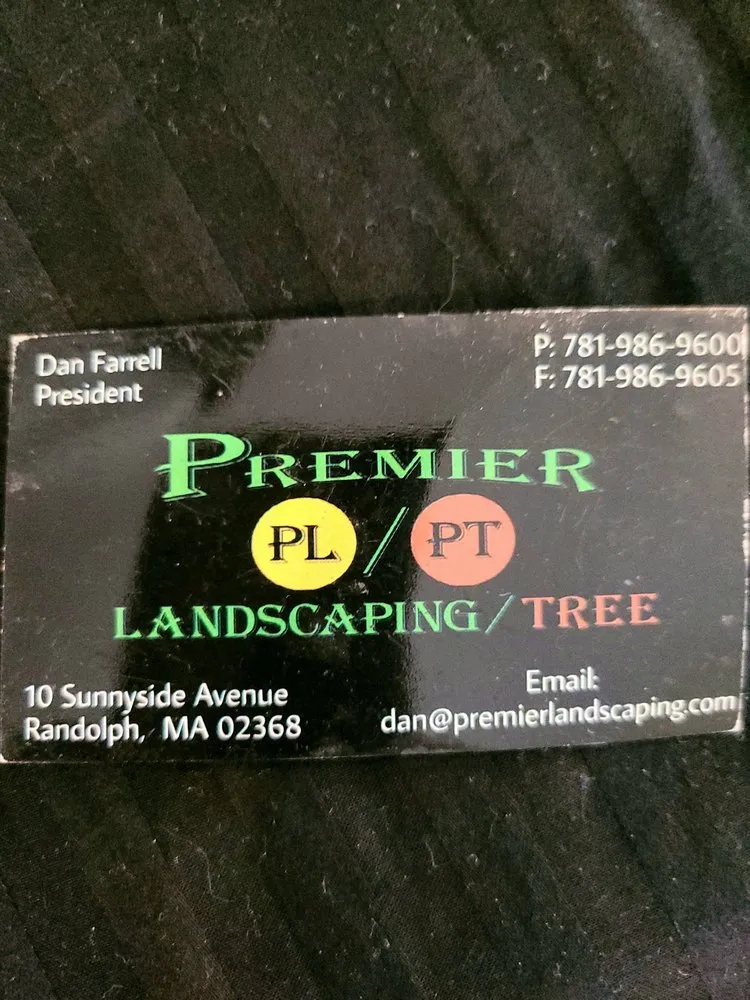 Dan Farrell
President
P: 781-986-9600
F: 781-986-9605
PREMIER
PL / PT
LANDSCAPING/TREE
10 Sunnyside Avenue
Randolph, MA 02368
Email:
dan@premierlandscaping.com